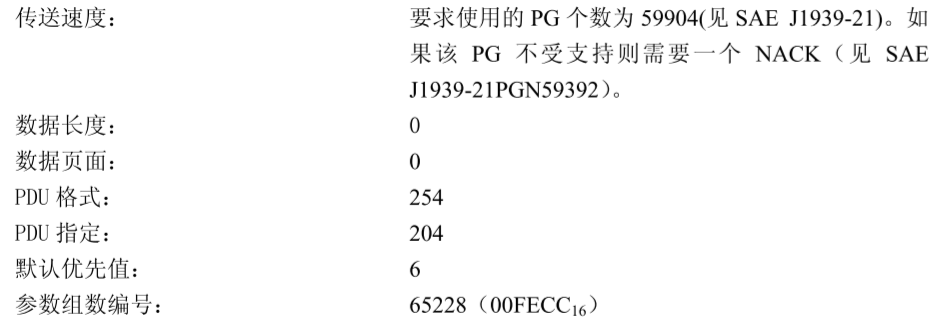 传送速度： 要求使用的 PG 个数为 59904(见 SAE J1939-21)。如
果该 PG 不受支持则需要一个 NACK（见 SAE
J1939-21PGN59392）。
数据长度： 0
数据页面： 0
PDU 格式： 254
PDU 指定： 204
默认优先值： 6
参数组数编号： 65228（00FECC₁₆）